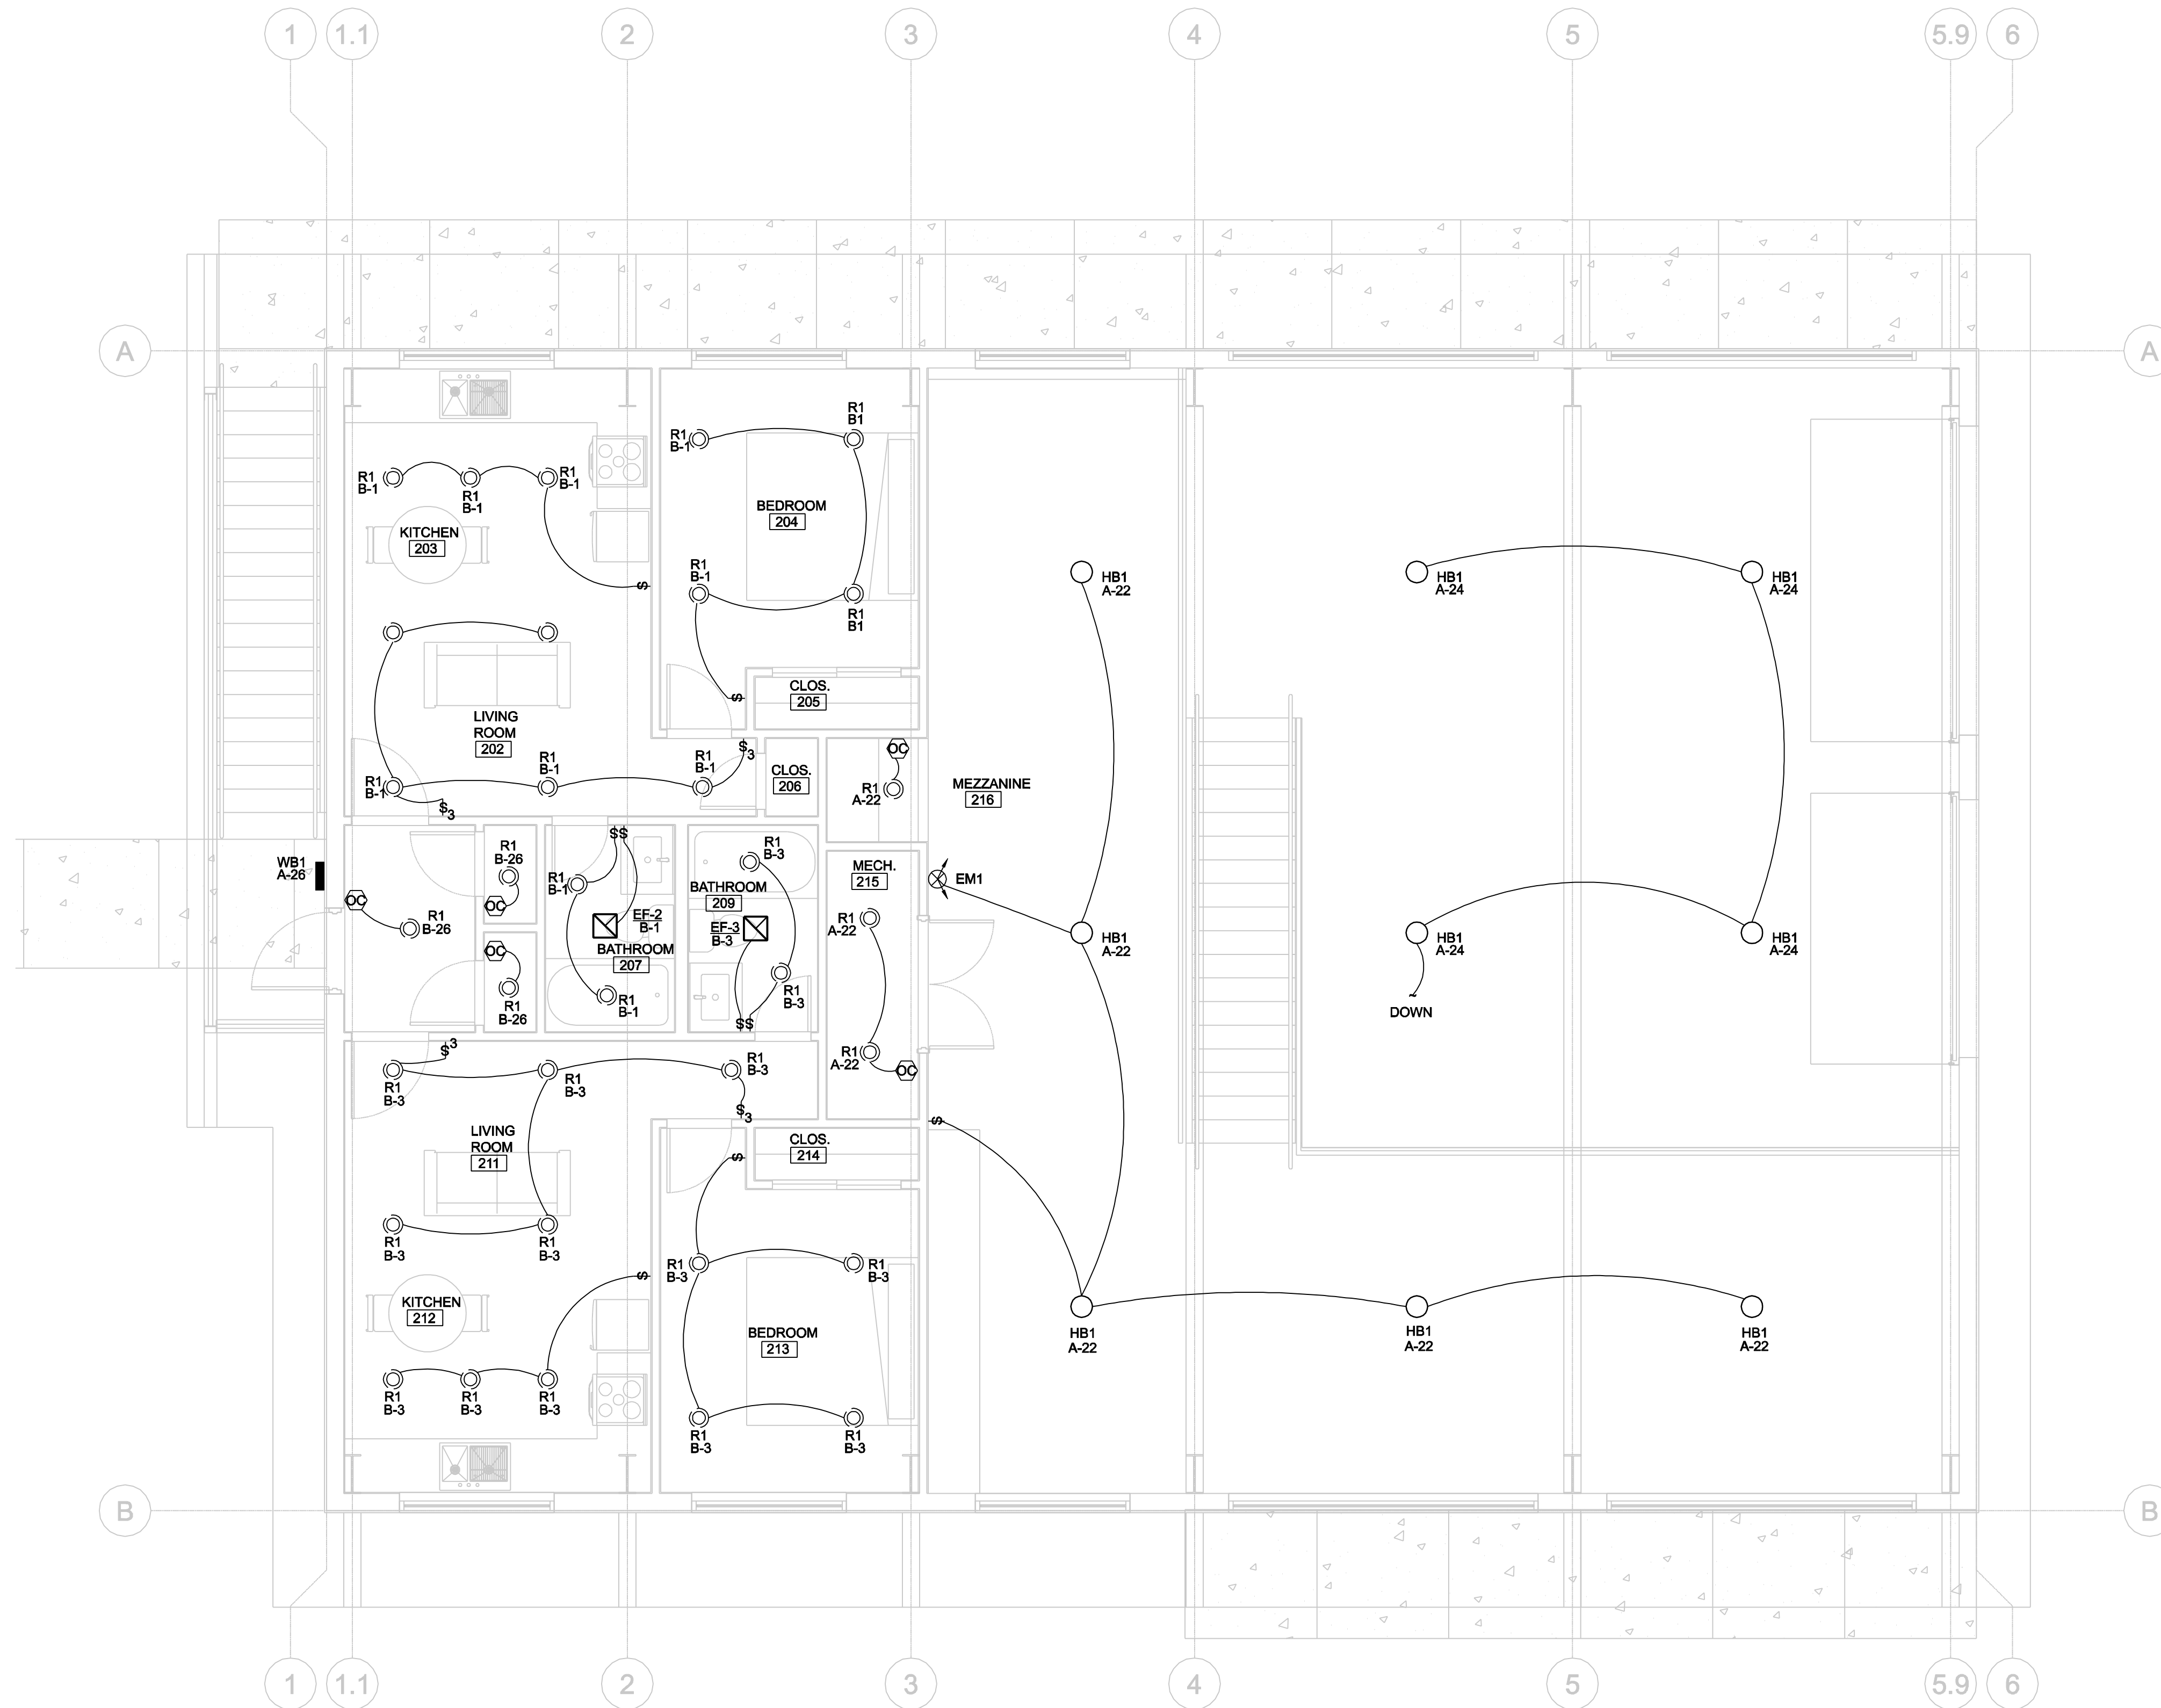 1
1.1
2
3
4
5
5.9
6
A
A
R1
B-1
R1
B1
R1
B-1
R1
B-1
R1
B-1
BEDROOM
204
KITCHEN
203
R1
B-1
R1
B1
HB1
A-22
HB1
A-24
HB1
A-24
CLOS.
205
LIVING
ROOM
202
$
$
$3
R1
B-1
R1
B-1
R1
B-1
$3
CLOS.
206
OC
R1
A-22
MEZZANINE
216
WB1
A-26
OC
R1
B-26
R1
B-26
OC
$$
R1
B-1
EF-2
B-1
BATHROOM
207
R1
B-3
BATHROOM
209
EF-3
B-3
MECH.
215
EM1
R1
A-22
HB1
A-22
HB1
A-24
HB1
A-24
OC
R1
B-26
R1
B-1
R1
B-3
$$
DOWN
R1
A-22
OC
$3
R1
B-3
R1
B-3
R1
B-3
$3
$
LIVING
ROOM
211
CLOS.
214
$
R1
B-3
R1
B-3
R1
B-3
R1
B-3
$
KITCHEN
212
BEDROOM
213
HB1
A-22
HB1
A-22
HB1
A-22
R1
B-3
R1
B-3
R1
B-3
R1
B-3
R1
B-3
B
B
1
1.1
2
3
4
5
5.9
6